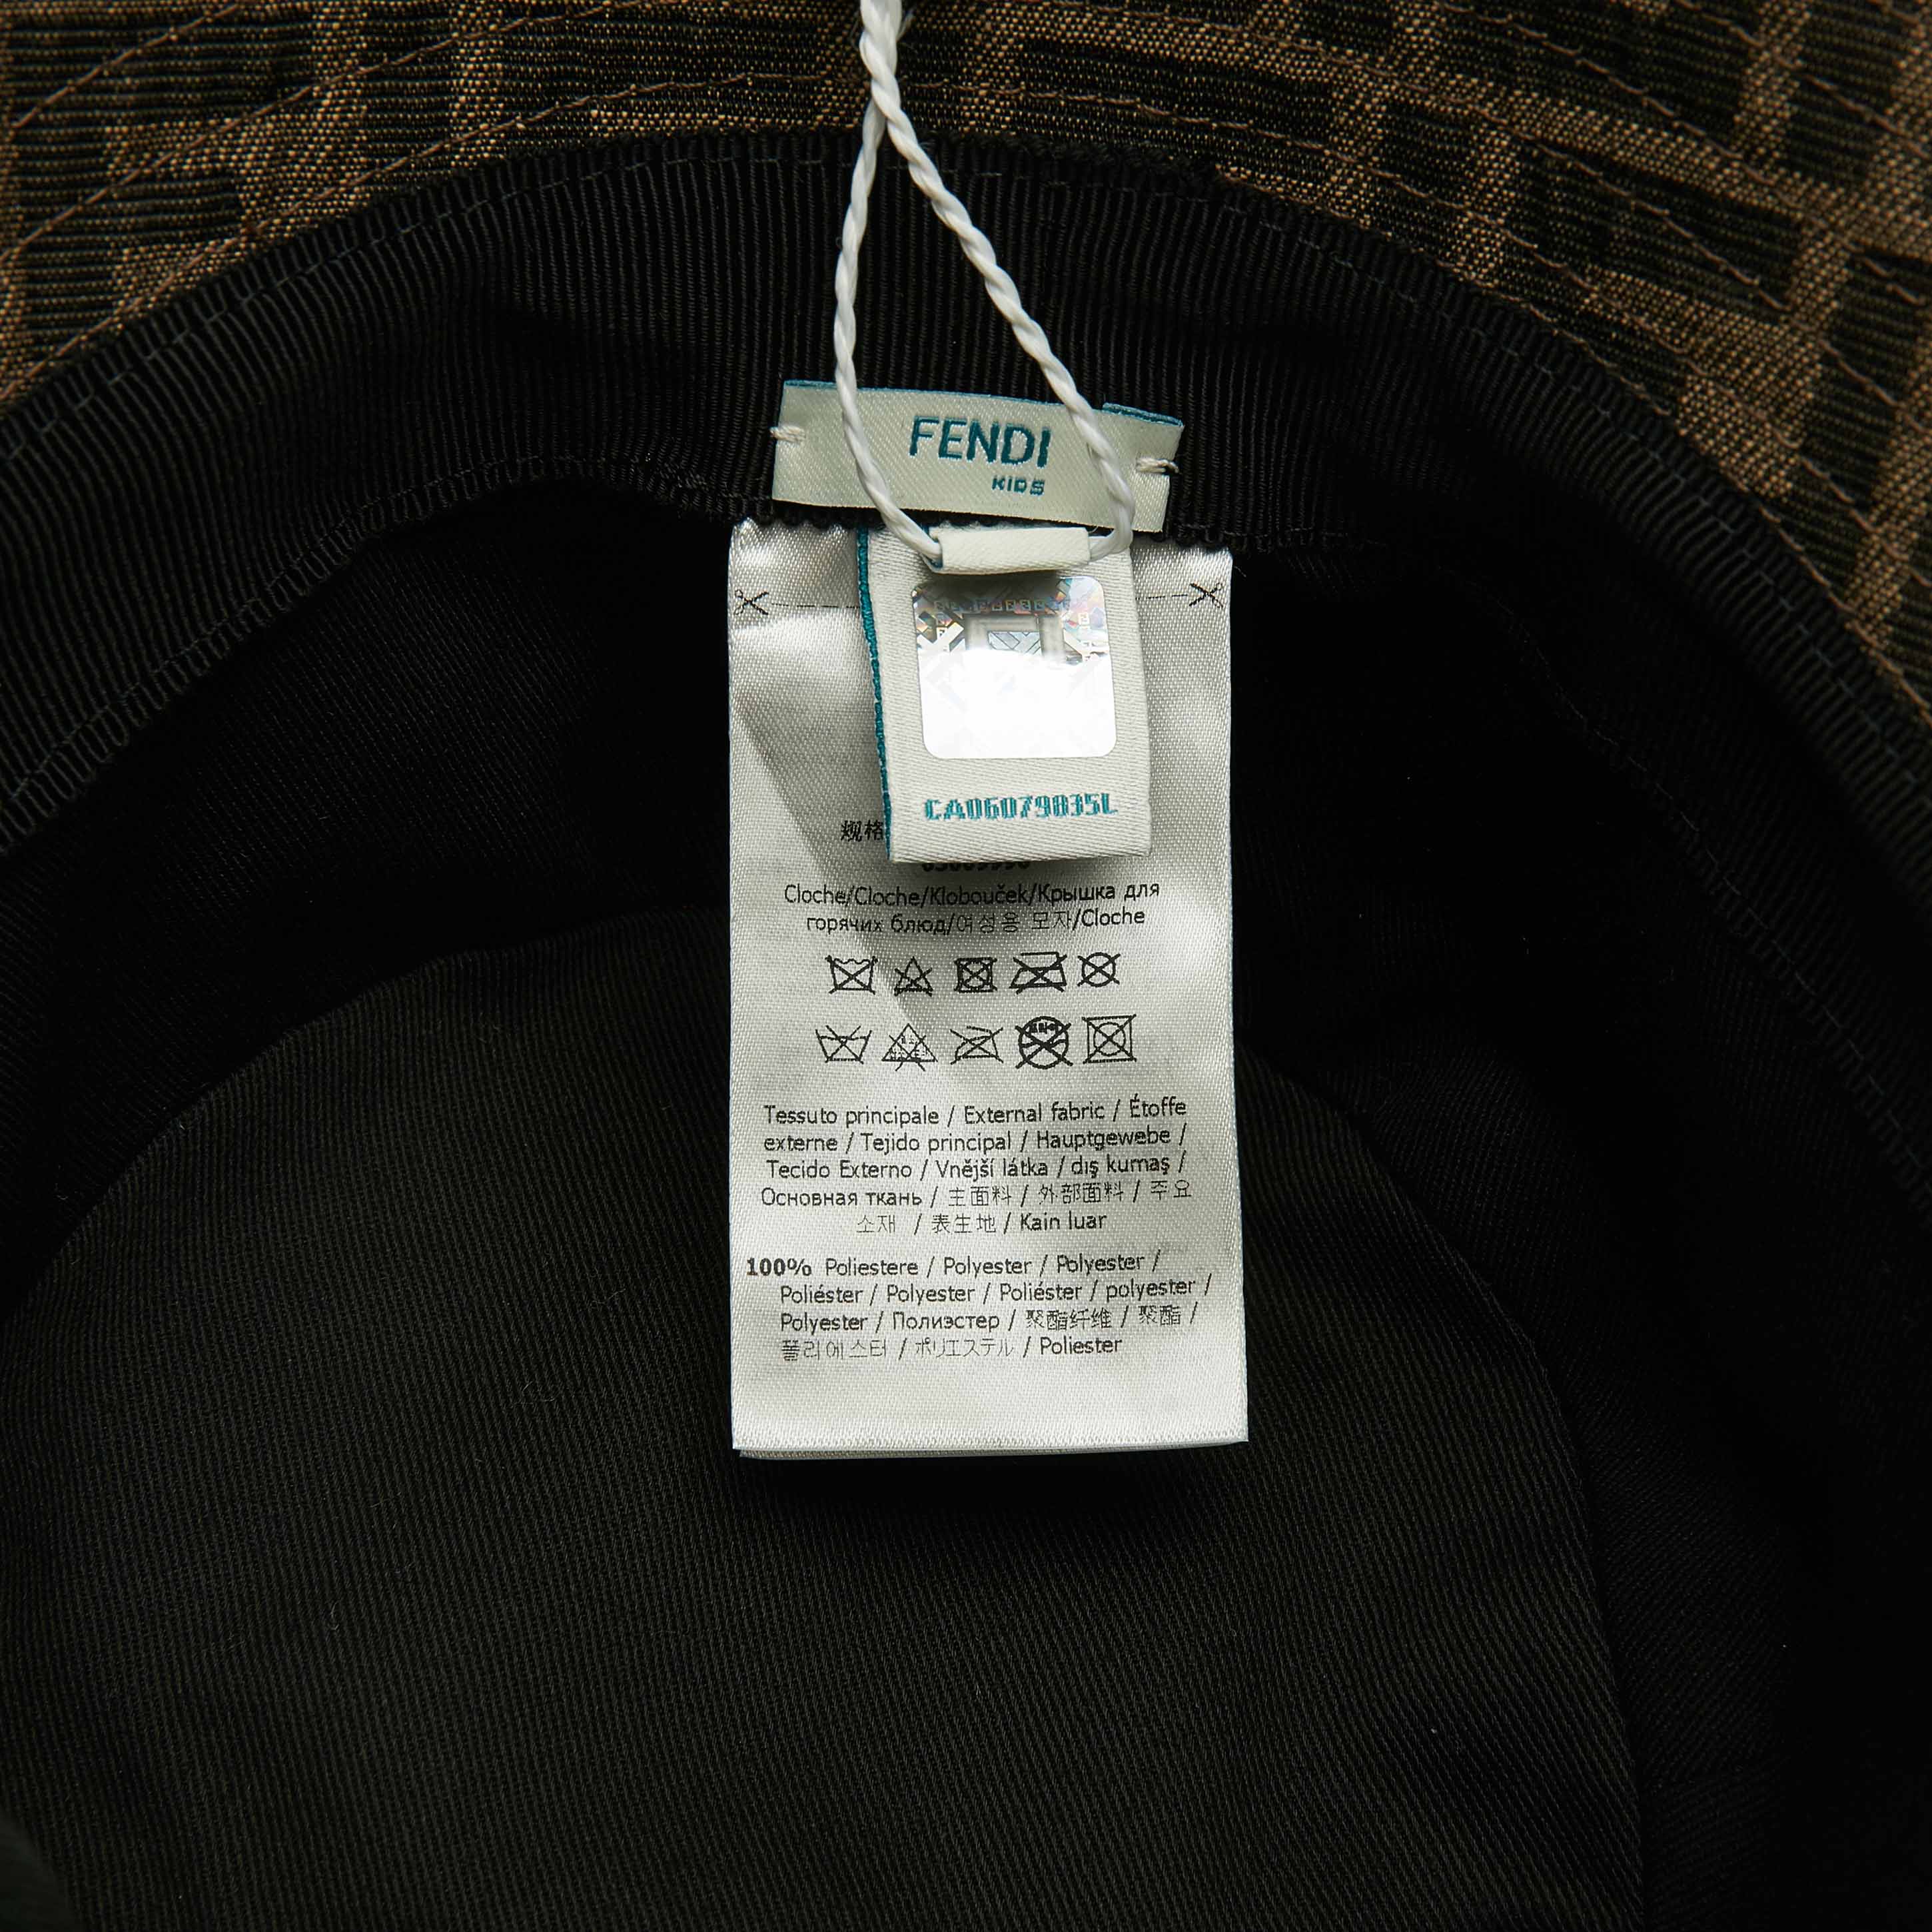 FENDI
KIDS
CA06079835L
规格
Cloche/Cloche/Klobouček/Крышка для
горячих блюд/여성용 모자/Cloche
Tessuto principale / External fabric / Étoffe
externe / Tejido principal / Hauptgewebe /
Tecido Externo / Vnější látka / dış kumaş /
Основная ткань / 主面料 / 外部面料 / 주요
소재 / 表生地 / Kain luar
100% Poliestere / Polyester / Polyester /
Poliéster / Polyester / Poliéster / polyester /
Polyester / Полиэстер / 聚酯纤维 / 聚酯 /
폴리에스터 / ポリエステル / Poliester